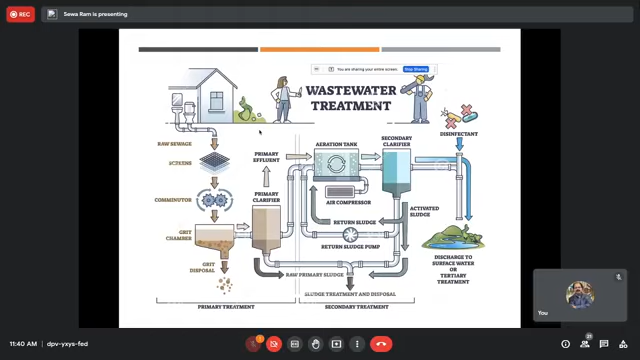 REC
Sewa Ram is presenting
You are sharing your entire screen.
Stop Sharing
WASTEWATER
TREATMENT
RAW SEWAGE
SCREENS
COMMINUTOR
GRIT
CHAMBER
GRIT
DISPOSAL
PRIMARY
EFFLUENT
PRIMARY
CLARIFIER
AERATION TANK
SECONDARY
CLARIFIER
DISINFECTANT
AIR COMPRESSOR
RETURN SLUDGE
ACTIVATED
SLUDGE
RETURN SLUDGE PUMP
RAW PRIMARY SLUDGE
SLUDGE TREATMENT AND DISPOSAL
DISCHARGE TO
SURFACE WATER
OR
TERTIARY
TREATMENT
PRIMARY TREATMENT
SECONDARY TREATMENT
You
11:40 AM
dpv-yxys-fed